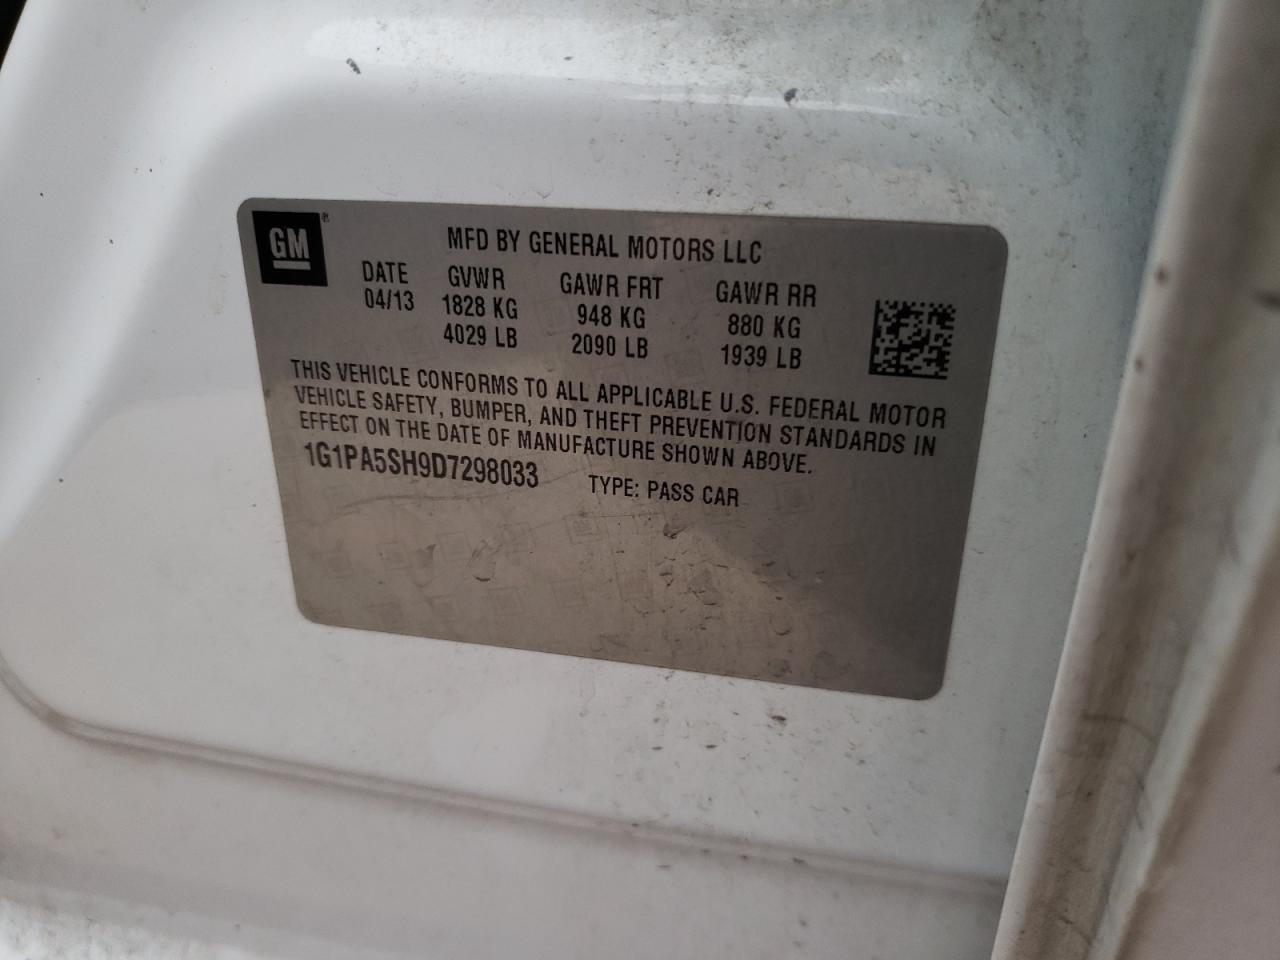 GM
MFD BY GENERAL MOTORS LLC
DATE GVWR GAWR FRT GAWR RR
04/13 1828 KG 948 KG 880 KG
4029 LB 2090 LB 1939 LB
THIS VEHICLE CONFORMS TO ALL APPLICABLE U.S. FEDERAL MOTOR
VEHICLE SAFETY, BUMPER, AND THEFT PREVENTION STANDARDS IN
EFFECT ON THE DATE OF MANUFACTURE SHOWN ABOVE.
1G1PA5SH9D7298033 TYPE: PASS CAR